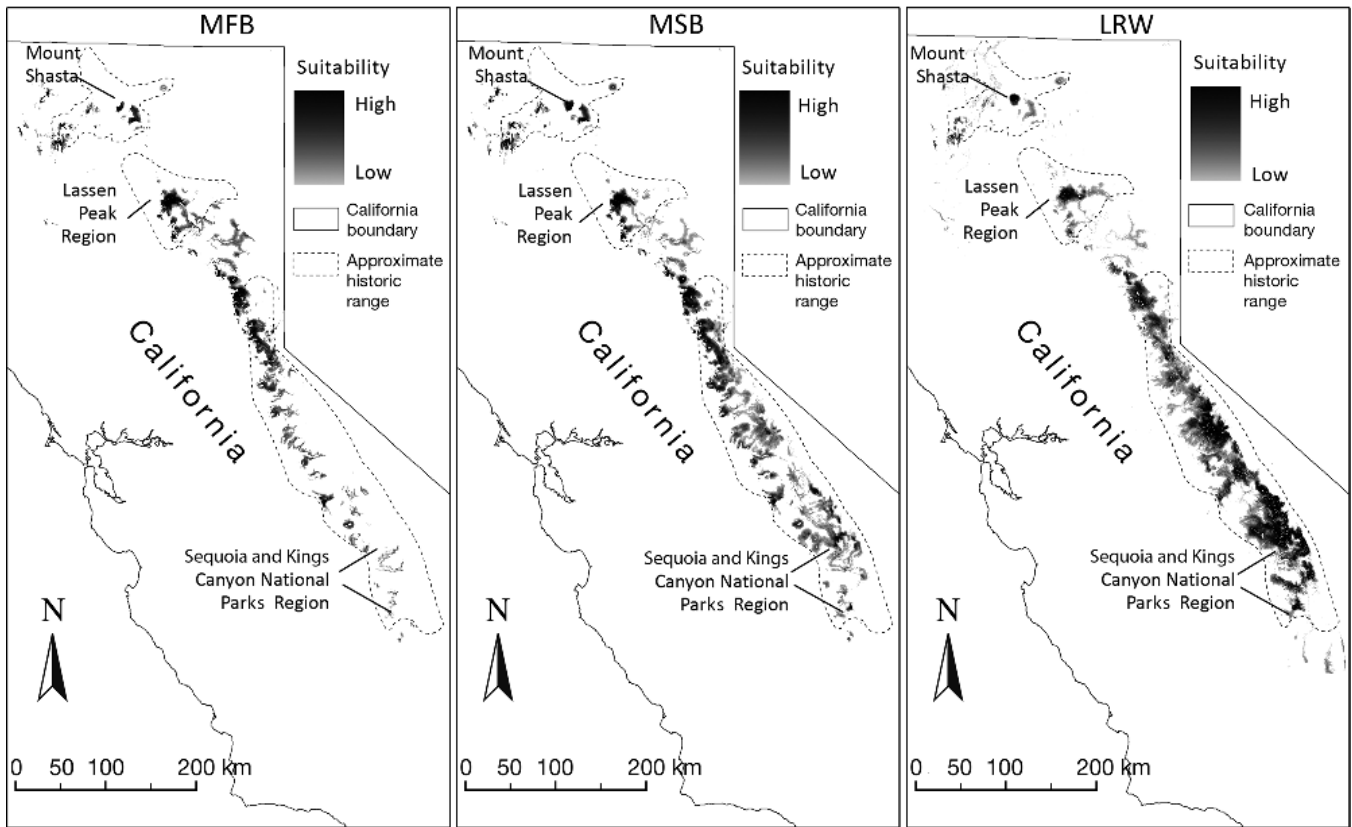 MFB
Mount
Shasta
Suitability
High
Low
Lassen
Peak
Region
California
boundary
Approximate
historic
range
California
Sequoia and Kings
Canyon National
Parks Region
N
0 50 100 200 km
MSB
Mount
Shasta
Suitability
High
Low
Lassen
Peak
Region
California
boundary
Approximate
historic
range
California
Sequoia and Kings
Canyon National
Parks Region
N
0 50 100 200 km
LRW
Mount
Shasta
Suitability
High
Low
Lassen
Peak
Region
California
boundary
Approximate
historic
range
California
Sequoia and Kings
Canyon National
Parks Region
N
0 50 100 200 km